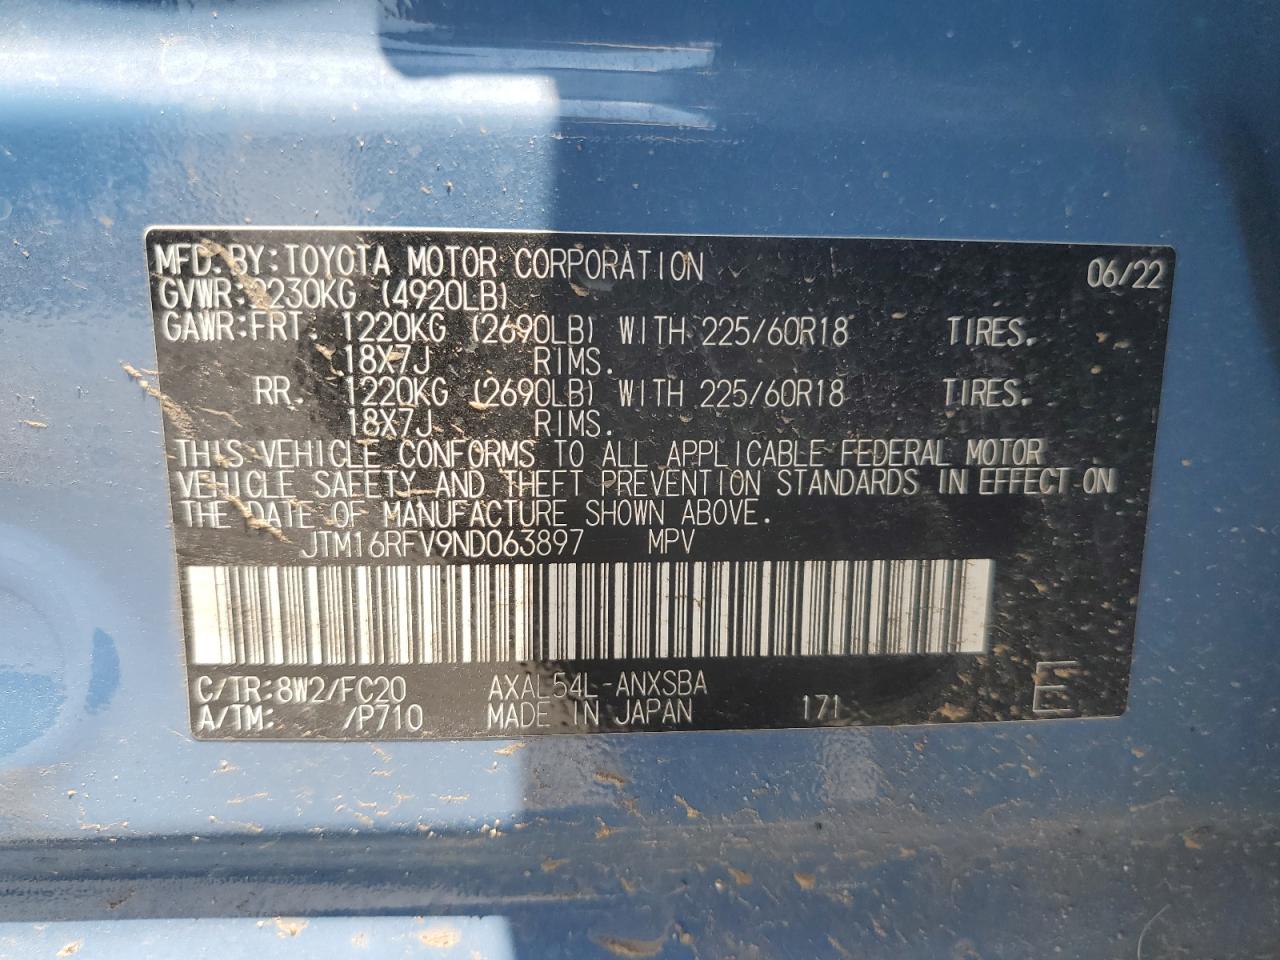 MFD. BY:TOYOTA MOTOR CORPORATION 06/22
GVWR:2230KG (4920LB)
GAWR:FRT. 1220KG (2690LB) WITH 225/60R18 TIRES.
18X7J RIMS.
RR. 1220KG (2690LB) WITH 225/60R18 TIRES.
18X7J RIMS.
THIS VEHICLE CONFORMS TO ALL APPLICABLE FEDERAL MOTOR
VEHICLE SAFETY AND THEFT PREVENTION STANDARDS IN EFFECT ON
THE DATE OF MANUFACTURE SHOWN ABOVE.
JTM16RFV9ND063897 MPV
C/TR:8W2/FC20 AXAL54L-ANXSBA
A/TM: /P710 MADE IN JAPAN 171 E